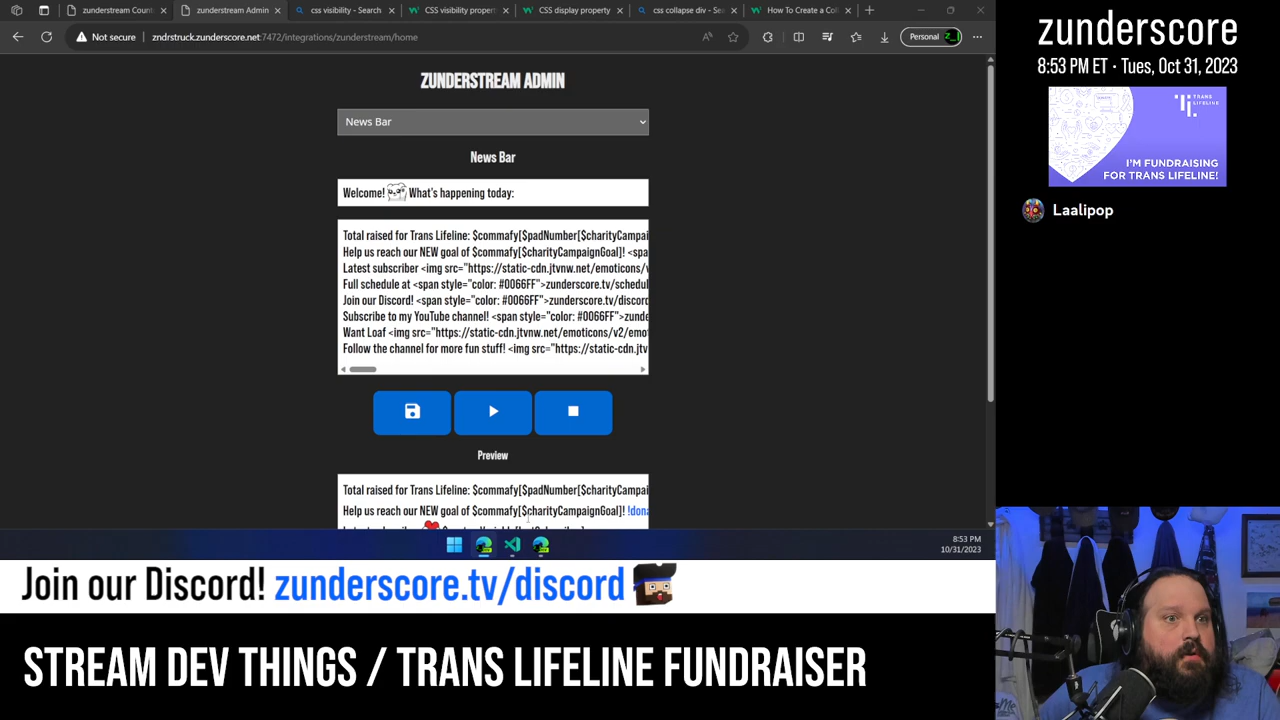 zunderstream Count
zunderstream Admin
css visibility - Search
CSS visibility propert
CSS display property
css collapse div - Sea
How To Create a Col
Not secure
zndrstruck.zunderscore.net:7472/integrations/zunderstream/home
Personal
ZUNDERSTREAM ADMIN
News Bar
News Bar
Welcome! What's happening today:
Total raised for Trans Lifeline: $commafy[$padNumber[$charityCampai
Help us reach our NEW goal of $commafy[$charityCampaignGoal]! <spa
Latest subscriber <img src="https://static-cdn.jtvnw.net/emoticons/v
Full schedule at <span style="color: #0066FF">zunderscore.tv/schedul
Join our Discord! <span style="color: #0066FF">zunderscore.tv/discord
Subscribe to my YouTube channel! <span style="color: #0066FF">zunde
Want Loaf <img src="https://static-cdn.jtvnw.net/emoticons/v2/emo
Follow the channel for more fun stuff! <img src="https://static-cdn.jtv
Preview
Total raised for Trans Lifeline: $commafy[$padNumber[$charityCampai
Help us reach our NEW goal of $commafy[$charityCampaignGoal]! !dona
8:53 PM
10/31/2023
Join our Discord! zunderscore.tv/discord
STREAM DEV THINGS / TRANS LIFELINE FUNDRAISER
zunderscore
8:53 PM ET · Tues, Oct 31, 2023
TRANS
LIFELINE
I'M FUNDRAISING
FOR TRANS LIFELINE!
Laalipop